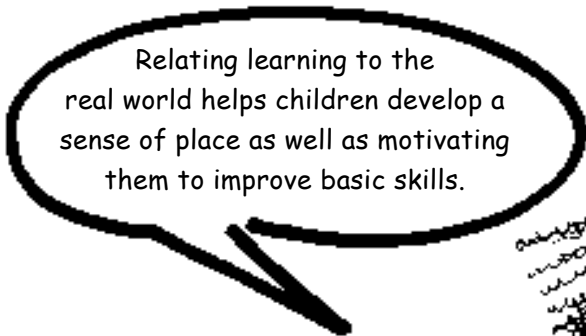 Relating learning to the
real world helps children develop a
sense of place as well as motivating
them to improve basic skills.